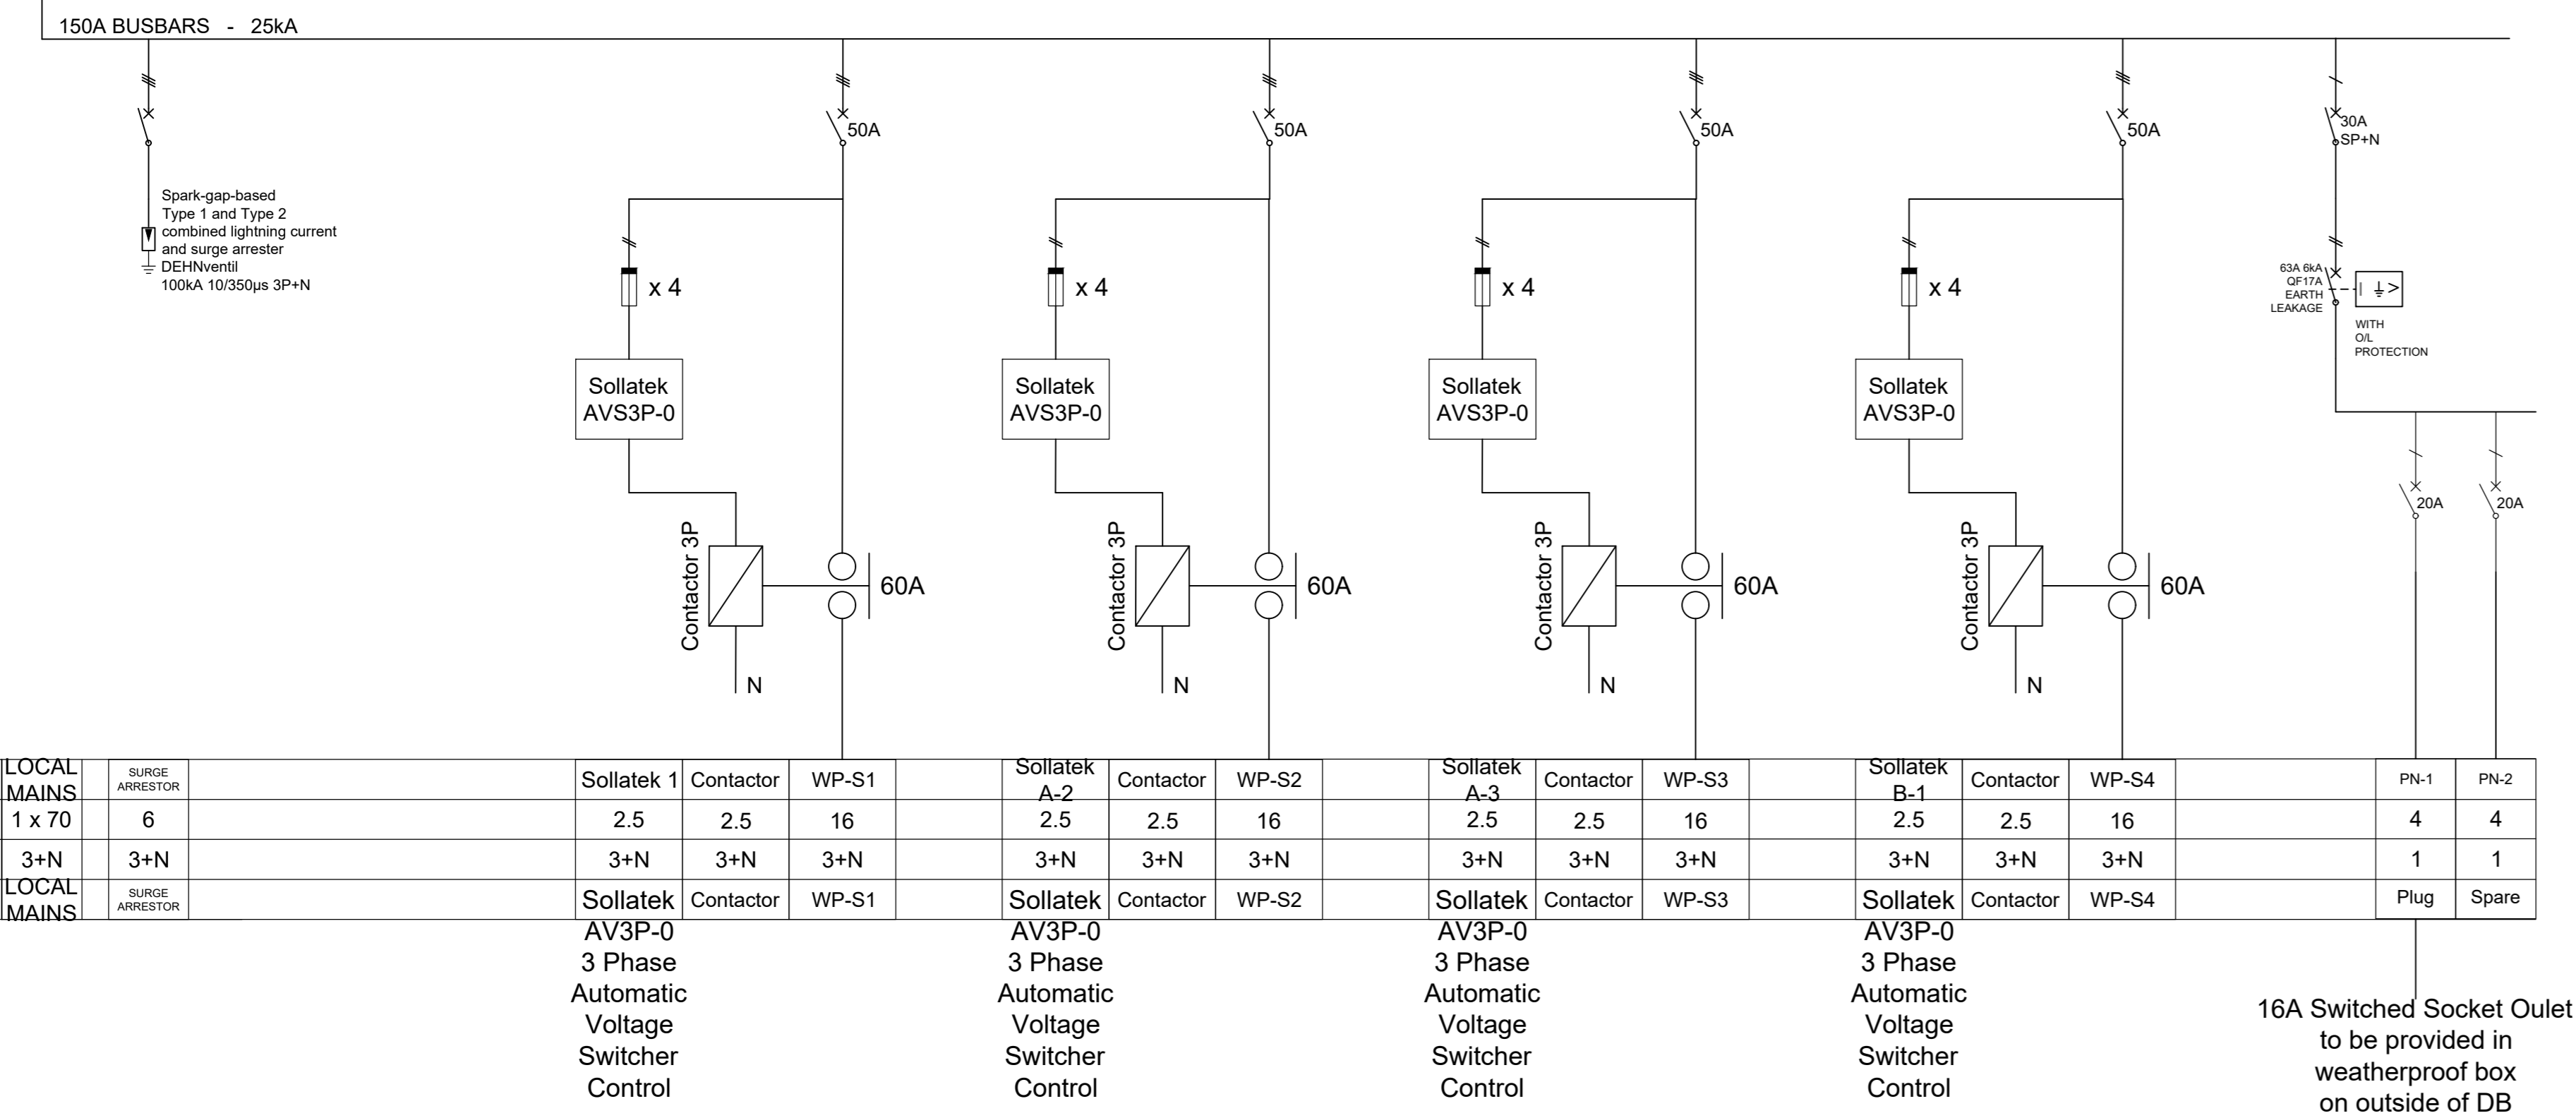 150A BUSBARS - 25kA
50A
50A
50A
50A
30A
SP+N
Spark-gap-based
Type 1 and Type 2
combined lightning current
and surge arrester
DEHNventil
100kA 10/350µs 3P+N
x 4
x 4
x 4
x 4
63A 6kA
QF17A
EARTH
LEAKAGE
WITH
O/L
PROTECTION
Sollatek
AVS3P-0
Sollatek
AVS3P-0
Sollatek
AVS3P-0
Sollatek
AVS3P-0
20A
20A
Contactor 3P
60A
N
Contactor 3P
60A
N
Contactor 3P
60A
N
Contactor 3P
60A
N
LOCAL
MAINS
SURGE
ARRESTOR
Sollatek 1
Contactor
WP-S1
Sollatek
A-2
Contactor
WP-S2
Sollatek
A-3
Contactor
WP-S3
Sollatek
B-1
Contactor
WP-S4
PN-1
PN-2
1 x 70 6 2.5 2.5 16 2.5 2.5 16 2.5 2.5 16 2.5 2.5 16 4 4
3+N 3+N 3+N 3+N 3+N 3+N 3+N 3+N 3+N 3+N 3+N 3+N 3+N 3+N 1 1
LOCAL
MAINS
SURGE
ARRESTOR
Sollatek
AV3P-0
3 Phase
Automatic
Voltage
Switcher
Control
Contactor
WP-S1
Sollatek
AV3P-0
3 Phase
Automatic
Voltage
Switcher
Control
Contactor
WP-S2
Sollatek
AV3P-0
3 Phase
Automatic
Voltage
Switcher
Control
Contactor
WP-S3
Sollatek
AV3P-0
3 Phase
Automatic
Voltage
Switcher
Control
Contactor
WP-S4
Plug
Spare
16A Switched Socket Oulet
to be provided in
weatherproof box
on outside of DB